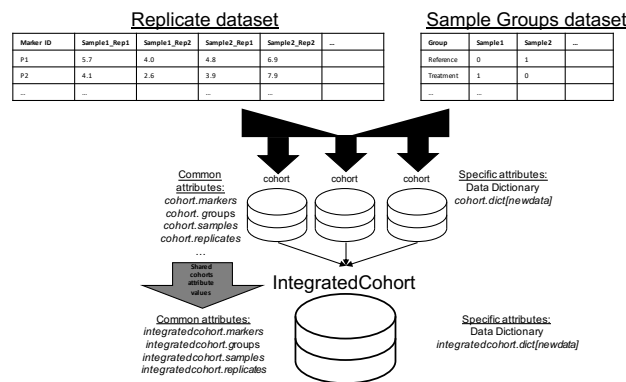 Replicate dataset
Sample Groups dataset
Marker ID Sample1_Rep1 Sample1_Rep2 Sample2_Rep1 Sample2_Rep2 ...
P1 5.7 4.0 4.8 6.9
P2 4.1 2.6 3.9 7.9
... ... ... ...
Group Sample1 Sample2 ...
Reference 0 1
Treatment 1 0
... ...
Common
attributes:
cohort.markers
cohort. groups
cohort.samples
cohort.replicates
...
cohort cohort cohort
Specific attributes:
Data Dictionary
cohort.dict[newdata]
Shared
cohorts
attribute
values
IntegratedCohort
Common attributes:
integratedcohort.markers
integratedcohort.groups
integratedcohort.samples
integratedcohort.replicates
Specific attributes:
Data Dictionary
integratedcohort.dict[newdata]